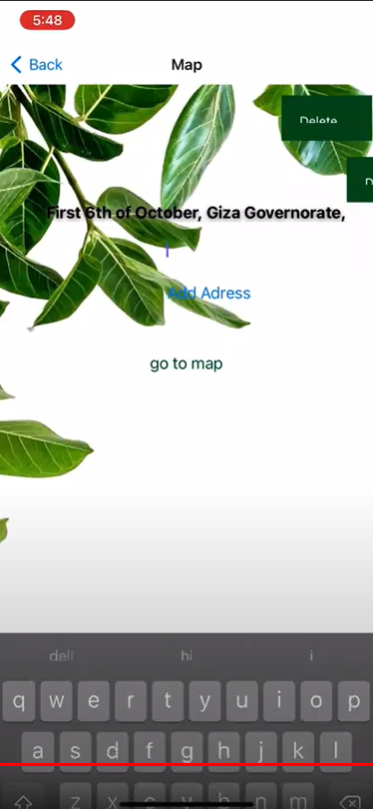 5:48
Back
Map
Delete
D
First 6th of October, Giza Governorate,
Add Adress
go to map
dell
hi
i
q w e r t y u i o p
a s d f g h j k l
z x c v b n m